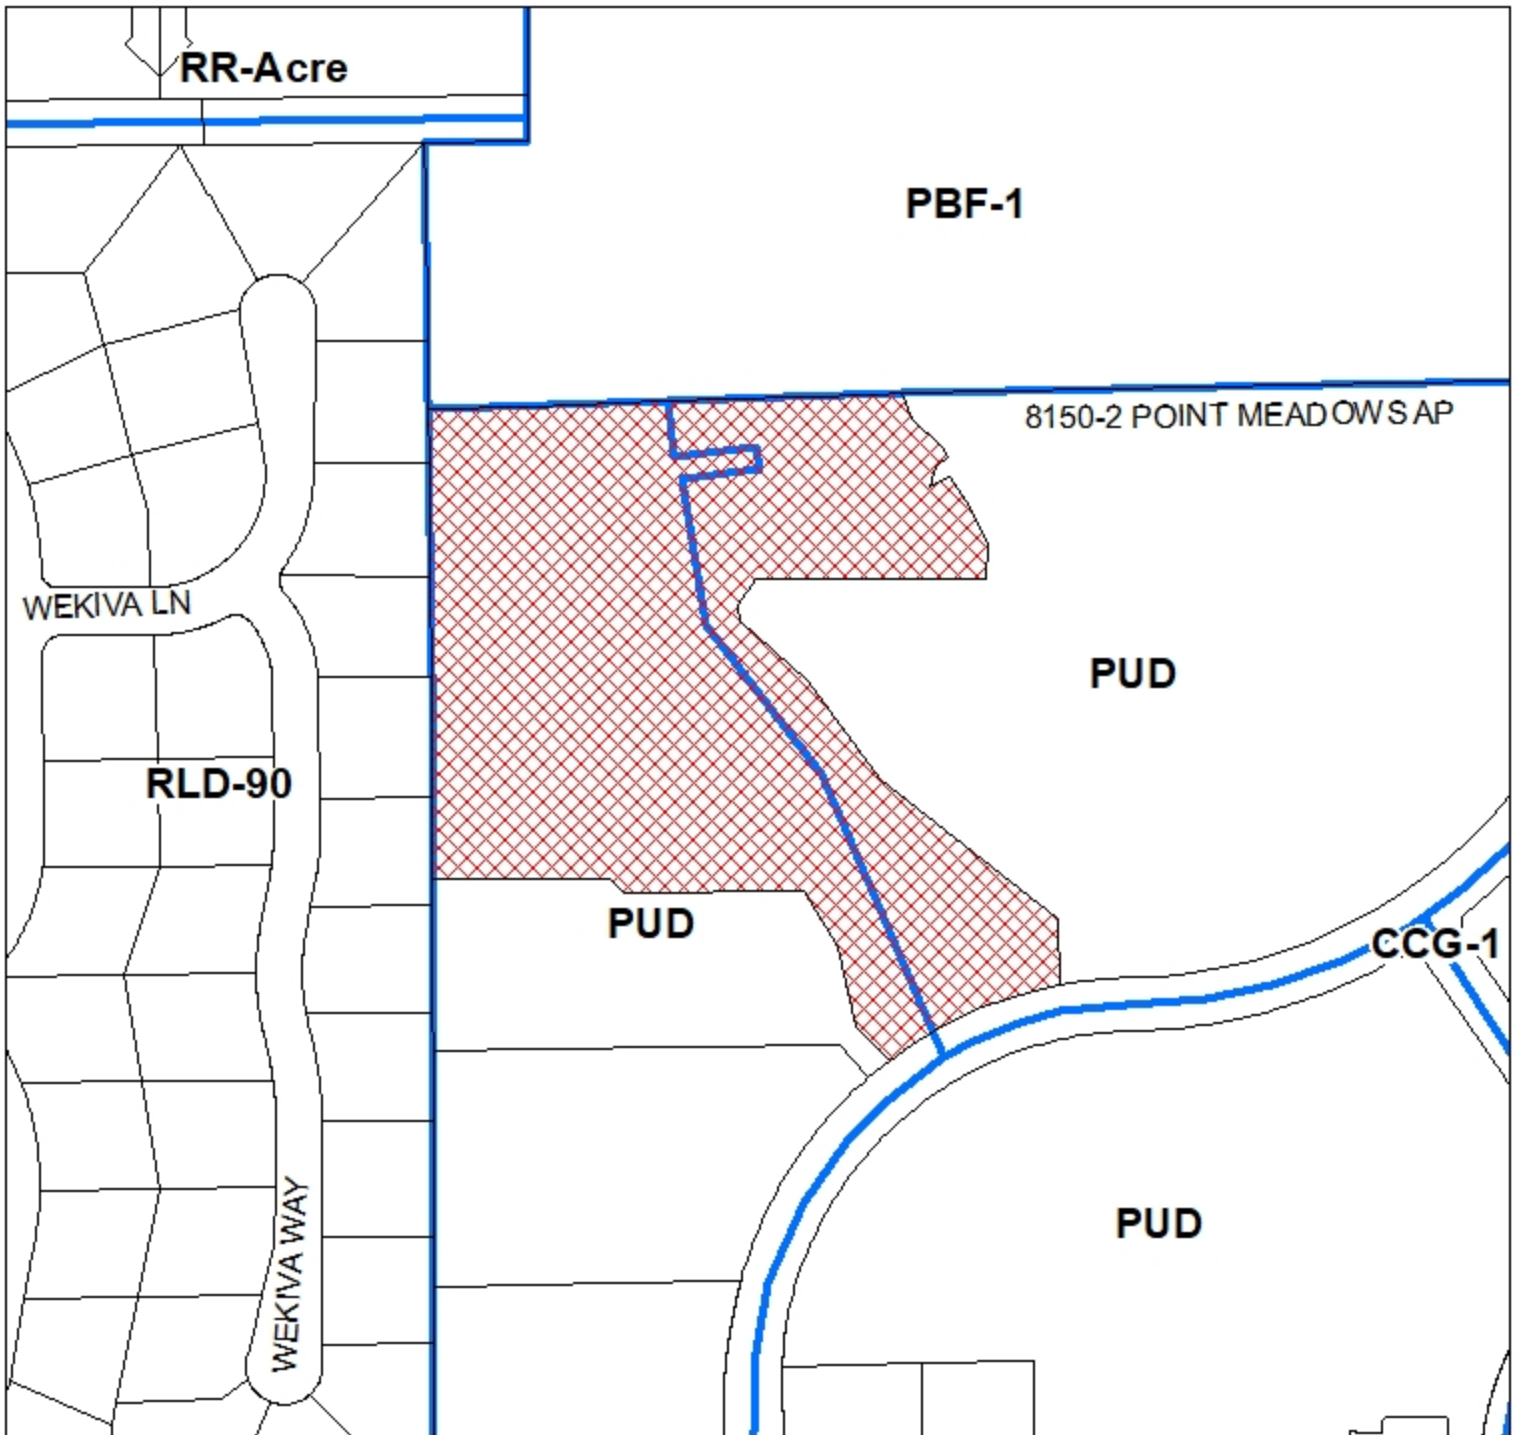 RR-Acre
PBF-1
8150-2 POINT MEADOWS AP
WEKIVA LN
PUD
RLD-90
PUD
CCG-1
WEKIVA WAY
PUD